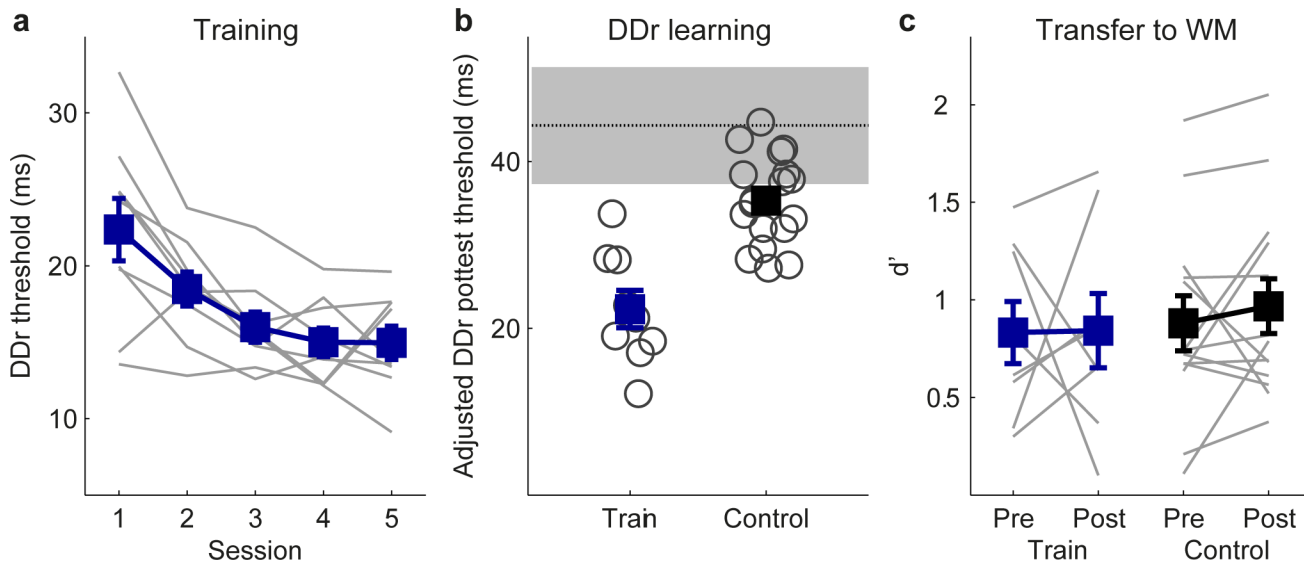 a
Training
DDr threshold (ms)
30
20
10
1 2 3 4 5
Session
b
DDr learning
Adjusted DDr pottest threshold (ms)
40
20
Train Control
c
Transfer to WM
d'
2
1.5
1
0.5
Pre Post Pre Post
Train Control